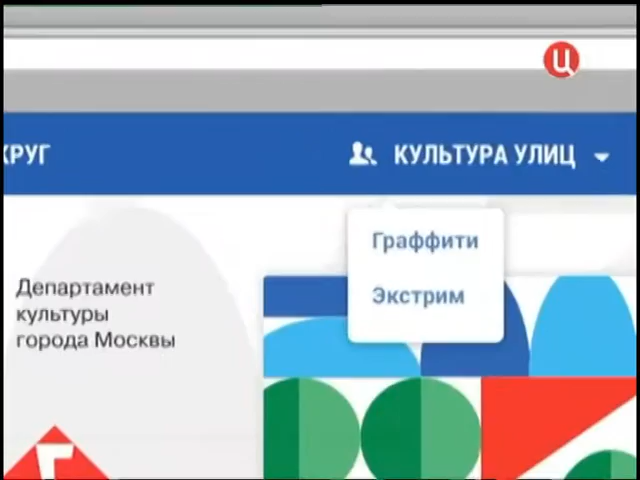 Ц
КРУГ
КУЛЬТУРА УЛИЦ
Граффити
Экстрим
Департамент
культуры
города Москвы
Г